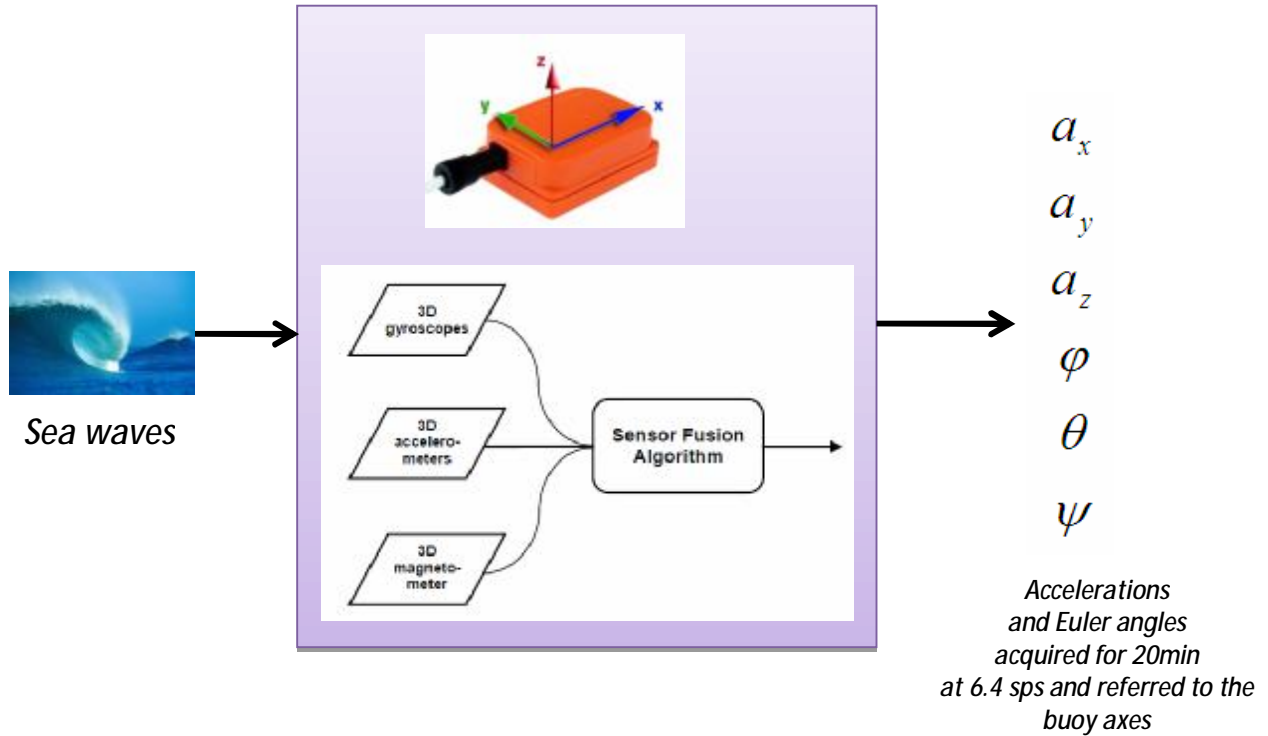 z
y
x
3D
gyroscopes
3D
accelero-
meters
3D
magneto-
meter
Sensor Fusion
Algorithm
Sea waves
a_x
a_y
a_z
φ
θ
ψ
Accelerations
and Euler angles
acquired for 20min
at 6.4 sps and referred to the
buoy axes